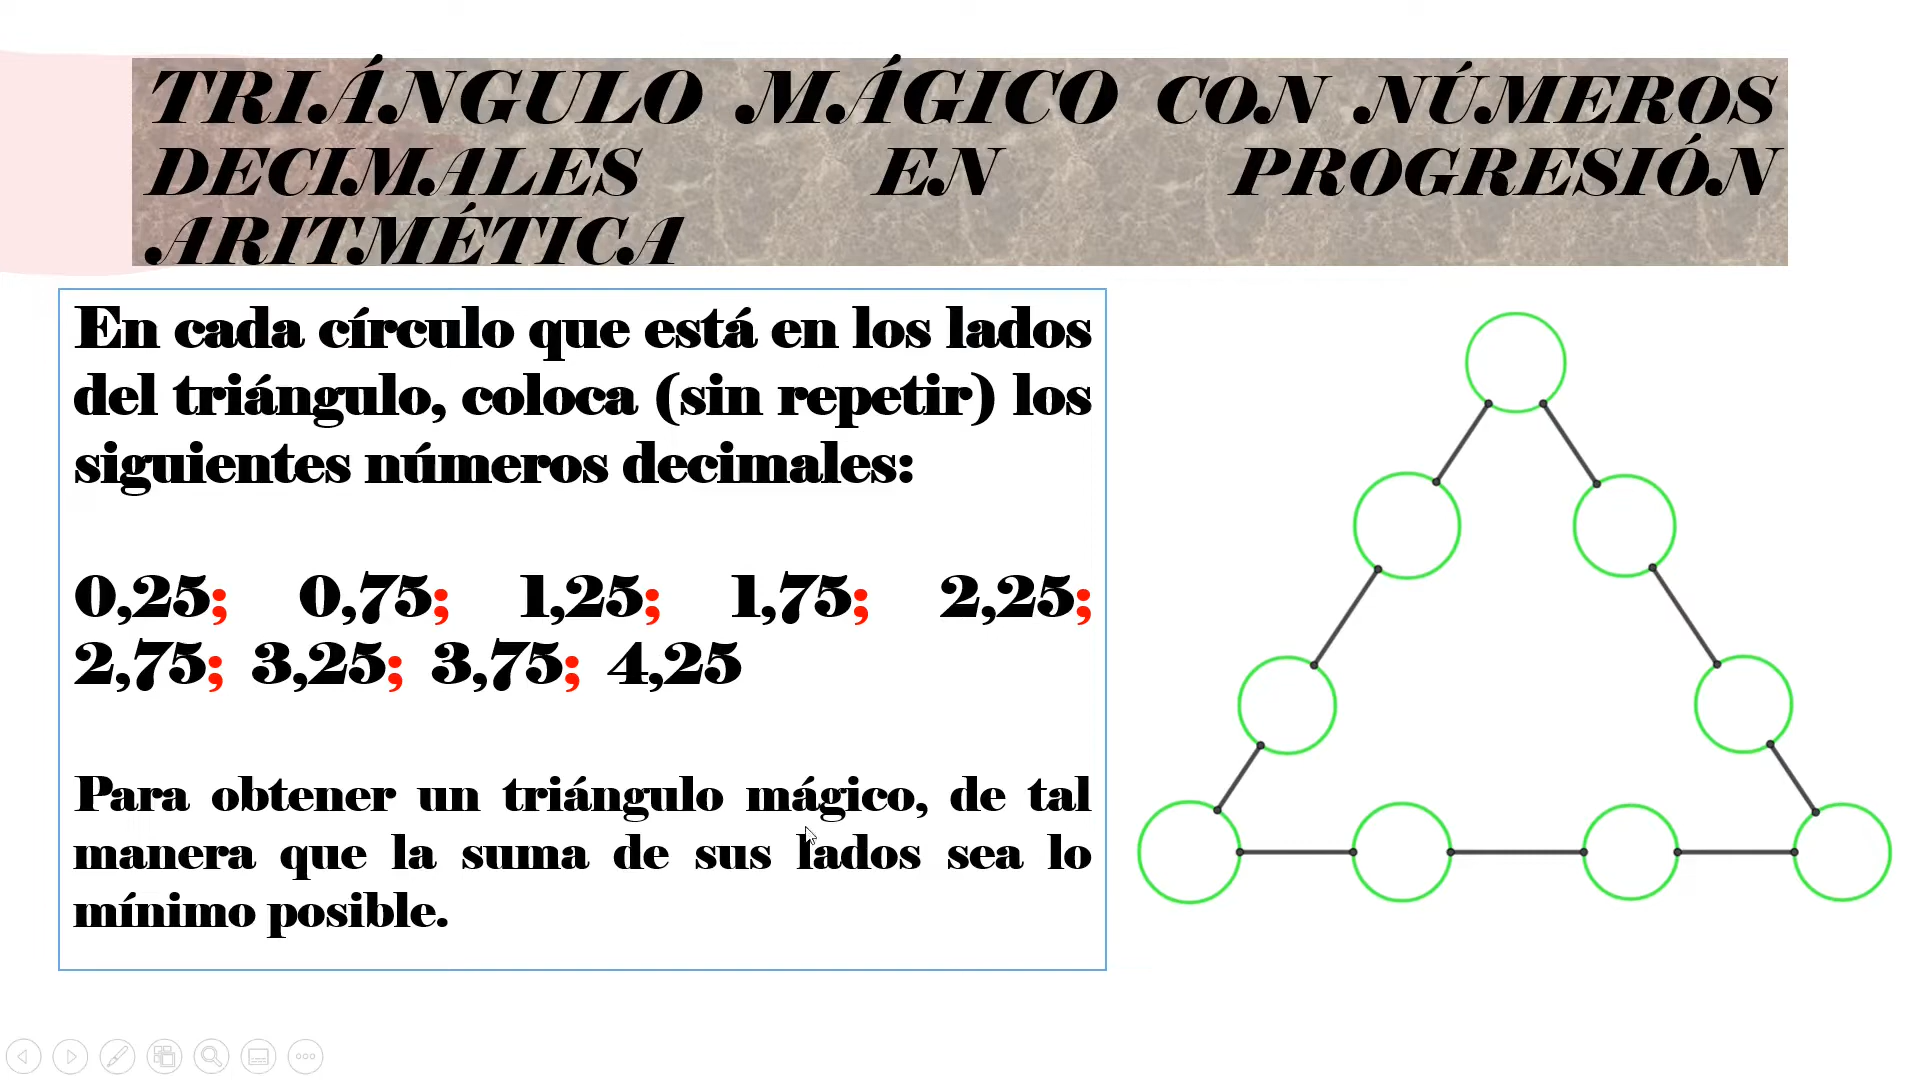 TRIÁNGULO MÁGICO CON NÚMEROS
DECIMALES EN PROGRESIÓN
ARITMÉTICA
En cada círculo que está en los lados
del triángulo, coloca (sin repetir) los
siguientes números decimales:
0,25; 0,75; 1,25; 1,75; 2,25;
2,75; 3,25; 3,75; 4,25
Para obtener un triángulo mágico, de tal
manera que la suma de sus lados sea lo
mínimo posible.